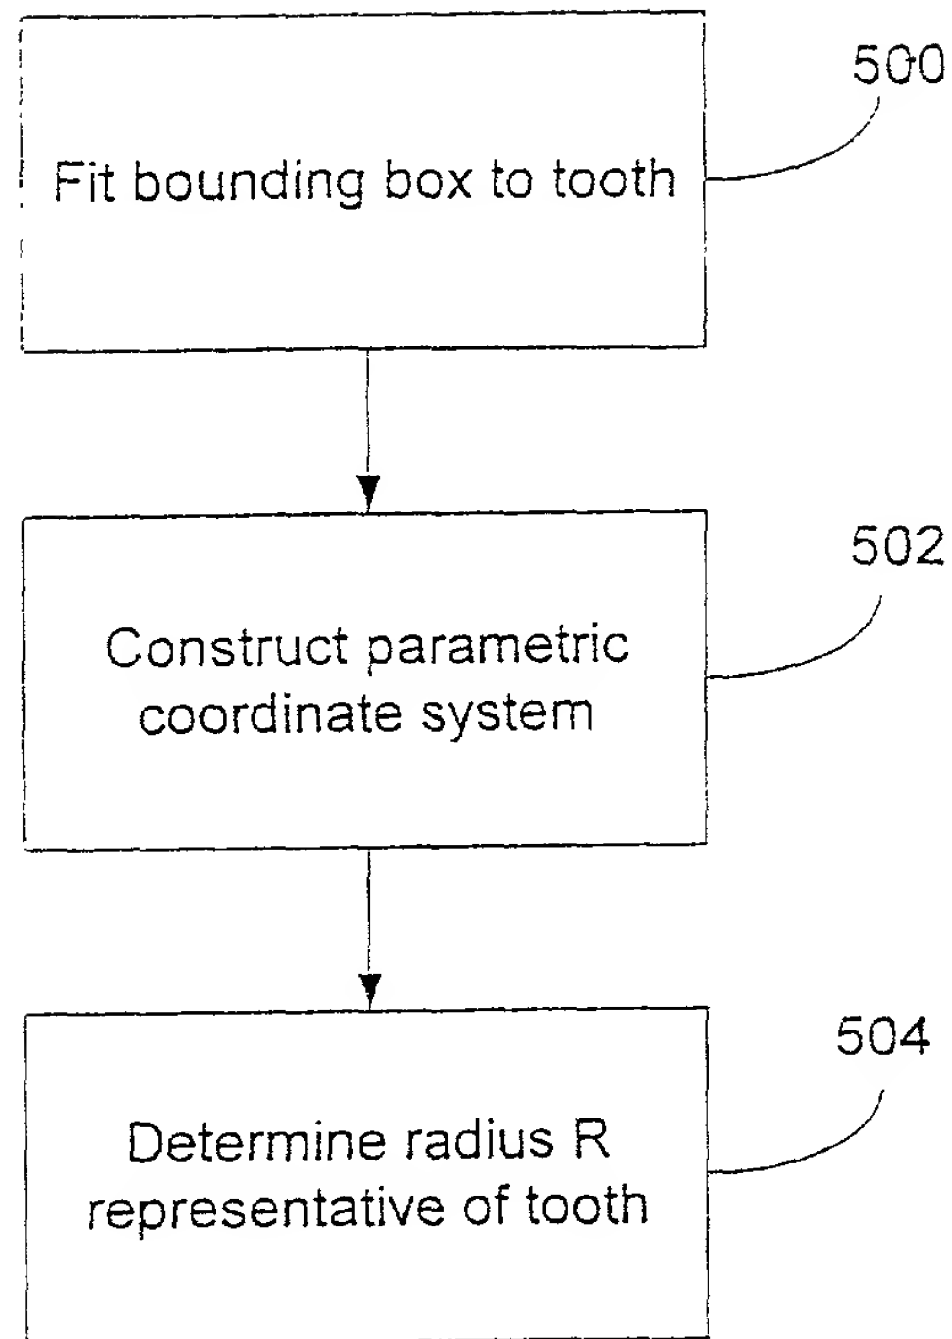 500
Fit bounding box to tooth
502
Construct parametric
coordinate system
504
Determine radius R
representative of tooth